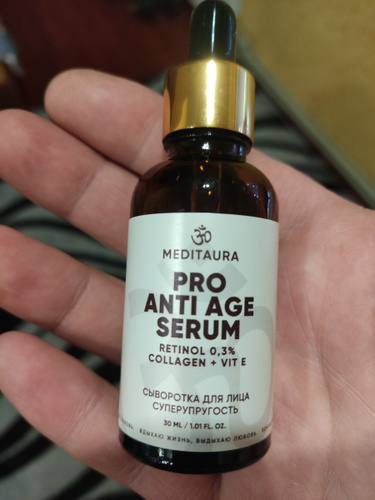 MEDITAURA
PRO
ANTI AGE
SERUM
RETINOL 0,3%
COLLAGEN + VIT E
СЫВОРОТКА ДЛЯ ЛИЦА
СУПЕРУПРУГОСТЬ
30 ML / 1.01 FL. OZ.
ВДЫХАЮ ЖИЗНЬ, ВЫДЫХАЮ ЛЮБОВЬ.